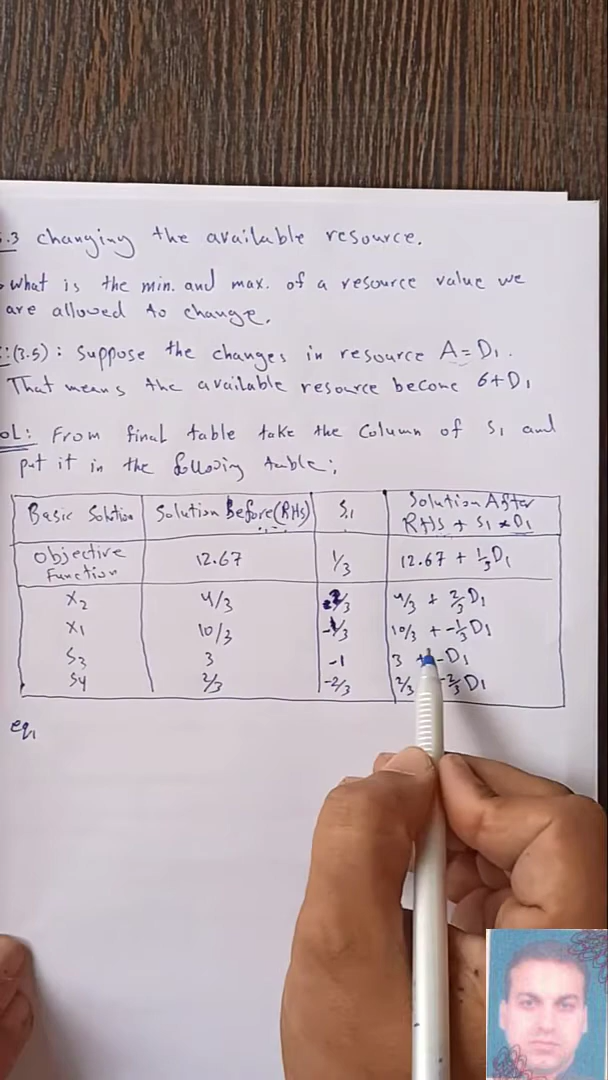 3.3 changing the available resource.
what is the min. and max. of a resource value we
are allowed to change.
:(3.5): Suppose the changes in resource A = D1.
That means the available resource become 6+D1
OL: From final table take the Column of S1 and
put it in the following table;
Basic Solution Solution Before(RHS) S1 Solution After
RHS + S1 * D1
Objective
Function 12.67 1/3 12.67 + 1/3 D1
X2 4/3 2/3 4/3 + 2/3 D1
X1 10/3 -1/3 10/3 + -1/3 D1
S3 3 -1 3 + -D1
S4 2/3 -2/3 2/3 -2/3 D1
eq1